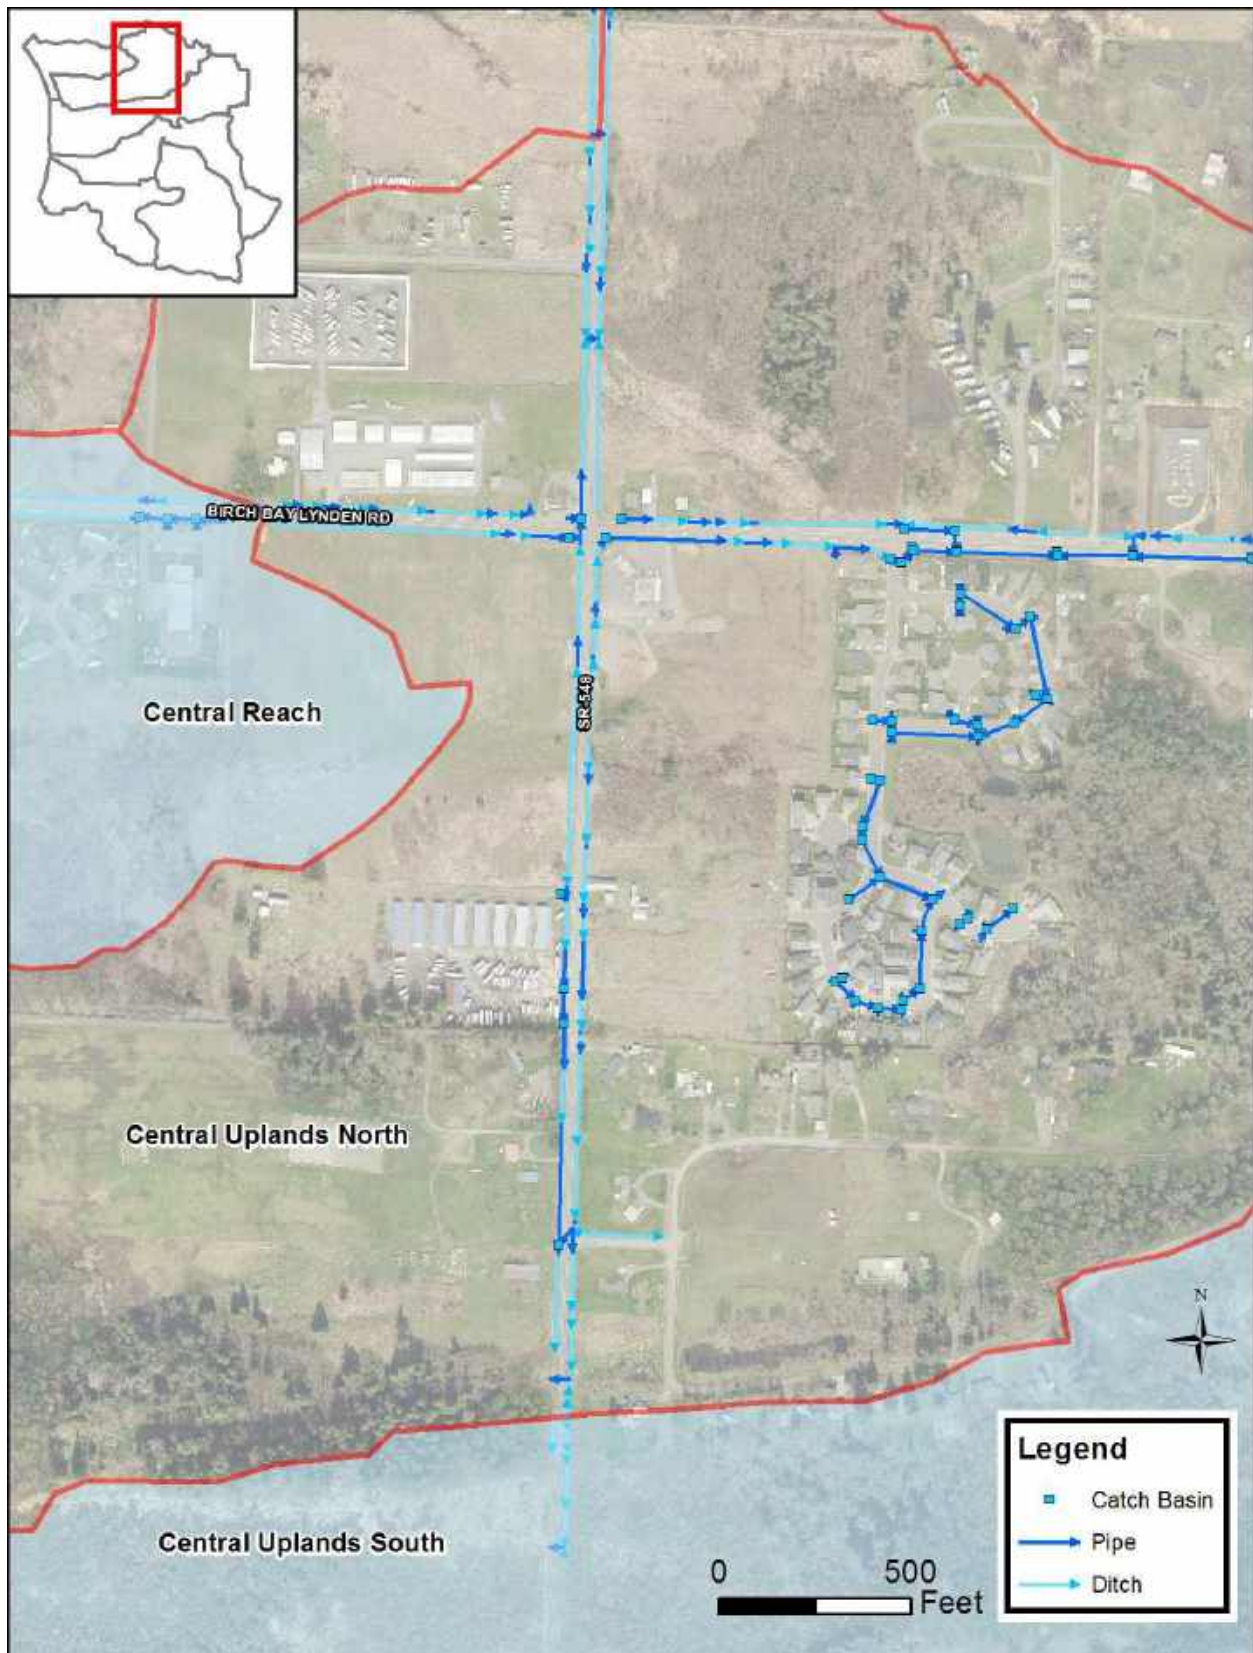 BIRCH BAY LYNDEN RD
Central Reach
SR-548
Central Uplands North
N
Central Uplands South
Legend
Catch Basin
Pipe
Ditch
0 500
Feet